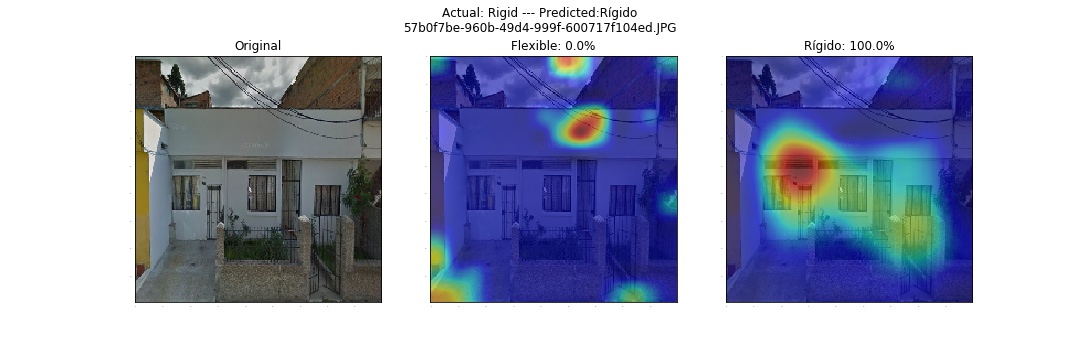 Actual: Rigid --- Predicted:Rígido
57b0f7be-960b-49d4-999f-600717f104ed.JPG
Original
Flexible: 0.0%
Rígido: 100.0%